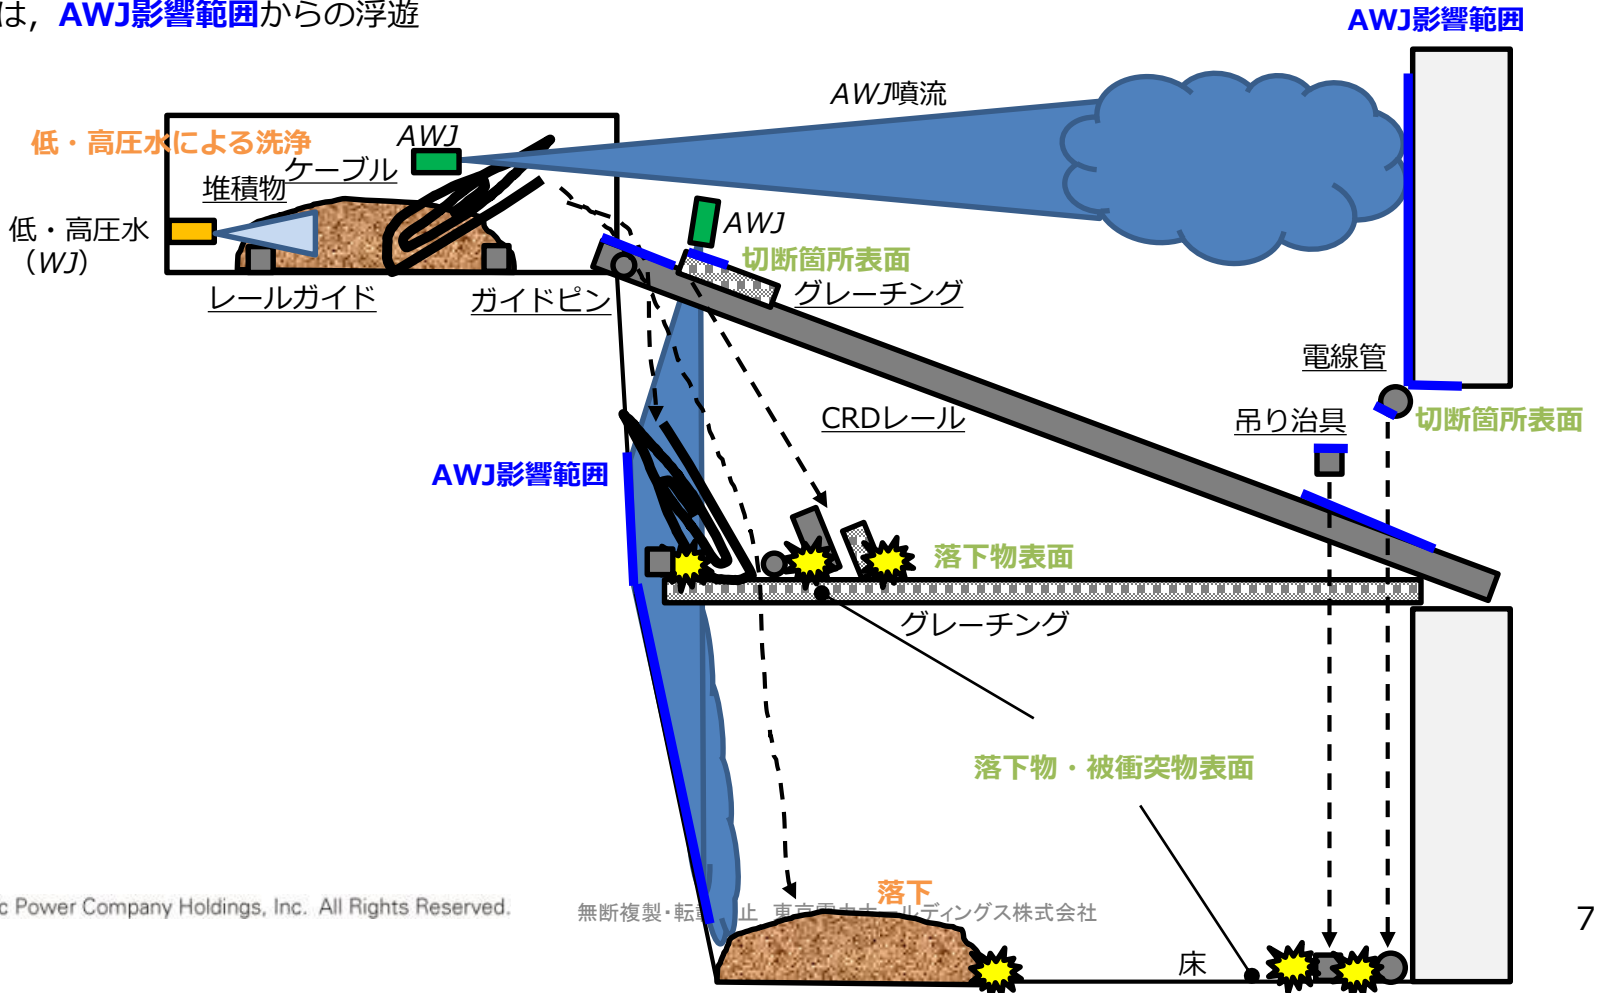 は，AWJ影響範囲からの浮遊
AWJ影響範囲
AWJ噴流
低・高圧水による洗浄
AWJ
ケーブル
堆積物
低・高圧水
（WJ）
AWJ
切断箇所表面
レールガイド
ガイドピン
グレーチング
電線管
CRDレール
吊り治具
切断箇所表面
AWJ影響範囲
落下物表面
グレーチング
落下物・被衝突物表面
落下
c Power Company Holdings, Inc. All Rights Reserved.
無断複製・転 止 東京電力 ールディングス株式会社
7
床